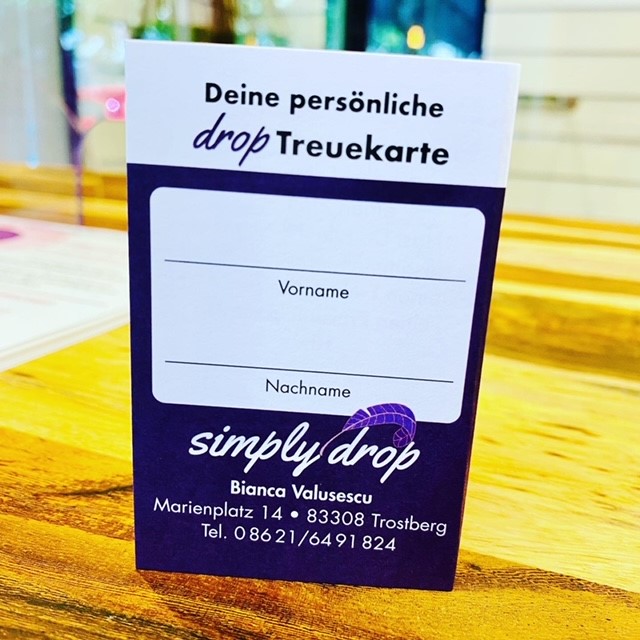 Deine persönliche
drop Treuekarte
Vorname
Nachname
simply drop
Bianca Valusescu
Marienplatz 14 • 83308 Trostberg
Tel. 08621/6491824